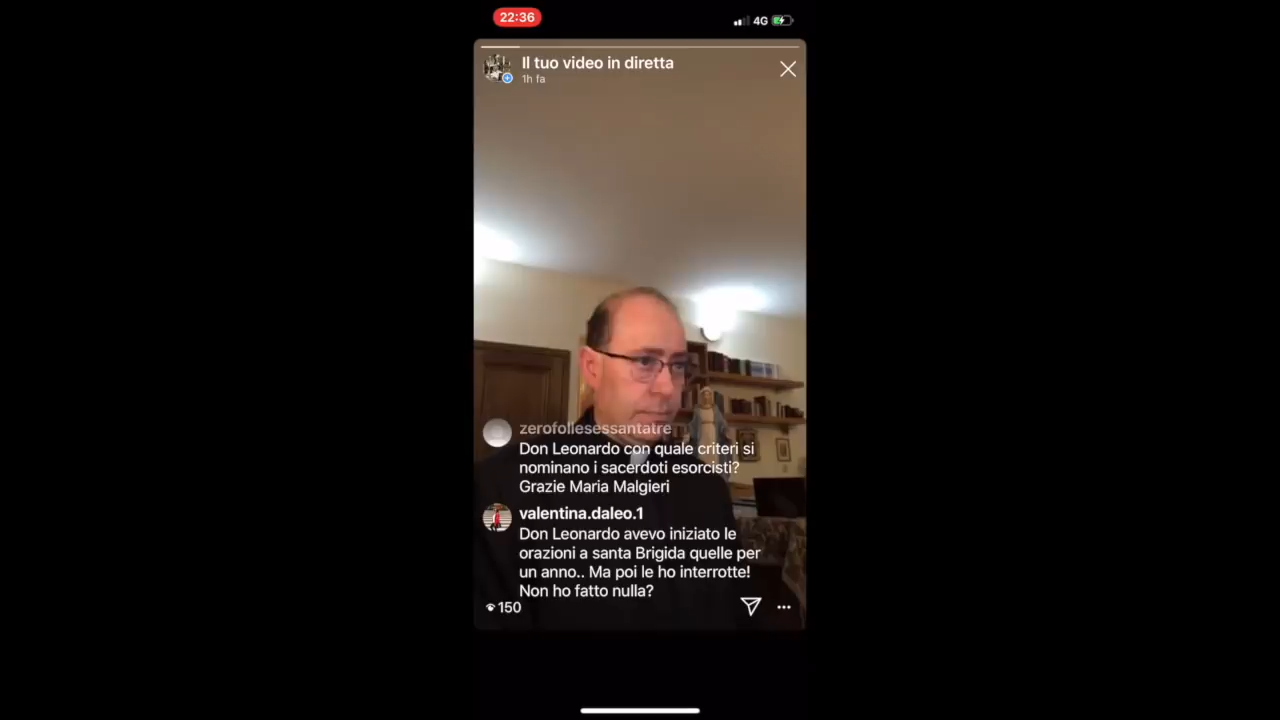 22:36
4G
Il tuo video in diretta
1h fa
zerofollesessantatre
Don Leonardo con quale criteri si
nominano i sacerdoti esorcisti?
Grazie Maria Malgieri
valentina.daleo.1
Don Leonardo avevo iniziato le
orazioni a santa Brigida quelle per
un anno.. Ma poi le ho interrotte!
Non ho fatto nulla?
150